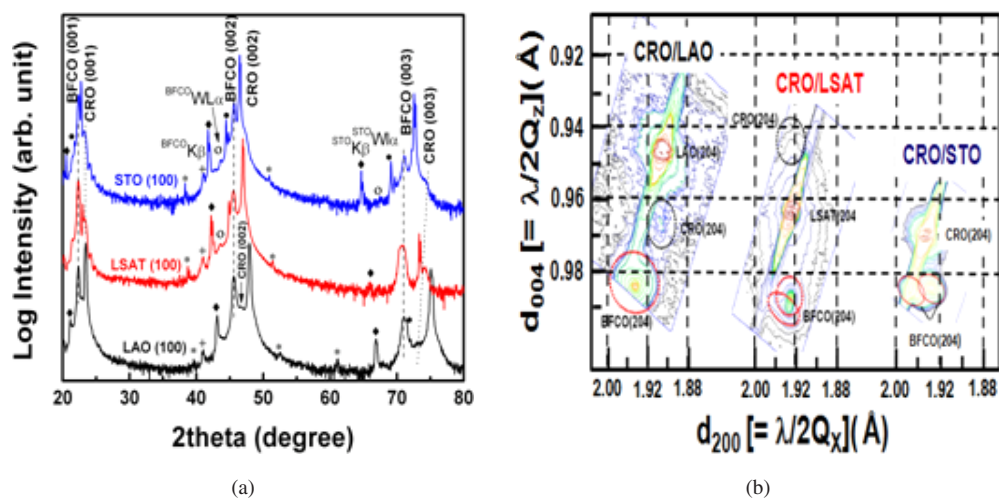 Log Intensity (arb. unit)
BFCO (001)
CRO (001)
BFCO (002)
CRO (002)
BFCO (003)
CRO (003)
BFCO WLα
BFCO Kβ
STO Kβ
STO Wlα
STO (100)
LSAT (100)
CRO (002)
LAO (100)
20 30 40 50 60 70 80
2theta (degree)
(a)
d004 [= λ/2Qz](Å)
0.92
0.94
0.96
0.98
CRO/LAO
CRO/LSAT
CRO/STO
LAO(204)
CRO(204)
BFCO(204)
CRO(204)
LSAT(204
BFCO(204)
CRO(204)
BFCO(204)
2.00 1.92 1.88 2.00 1.92 1.88 2.00 1.92 1.88
d200 [= λ/2QX](Å)
(b)